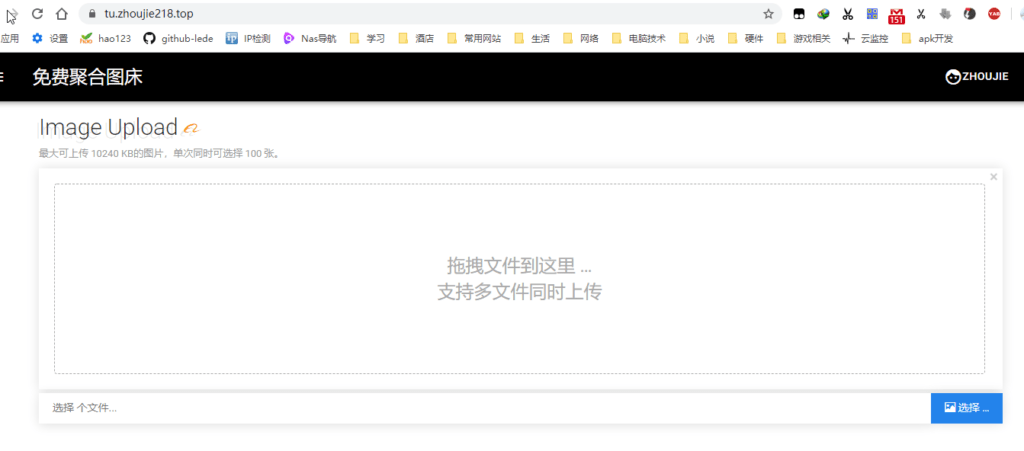 tu.zhoujie218.top
151
应用 设置 hao123 github-lede IP检测 Nas导航 学习 酒店 常用网站 生活 网络 电脑技术 小说 硬件 游戏相关 云监控 apk开发
免费聚合图床 ZHOUJIE
Image Upload
最大可上传 10240 KB的图片，单次同时可选择 100 张。
拖拽文件到这里 ...
支持多文件同时上传
选择 个文件...
选择 ...